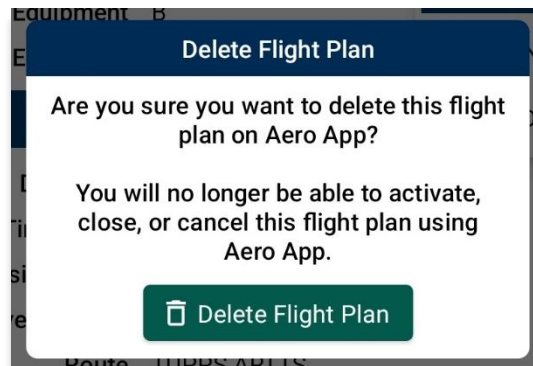 Equipment B
E
Delete Flight Plan
Are you sure you want to delete this flight
plan on Aero App?
You will no longer be able to activate,
close, or cancel this flight plan using
Aero App.
Delete Flight Plan
Route